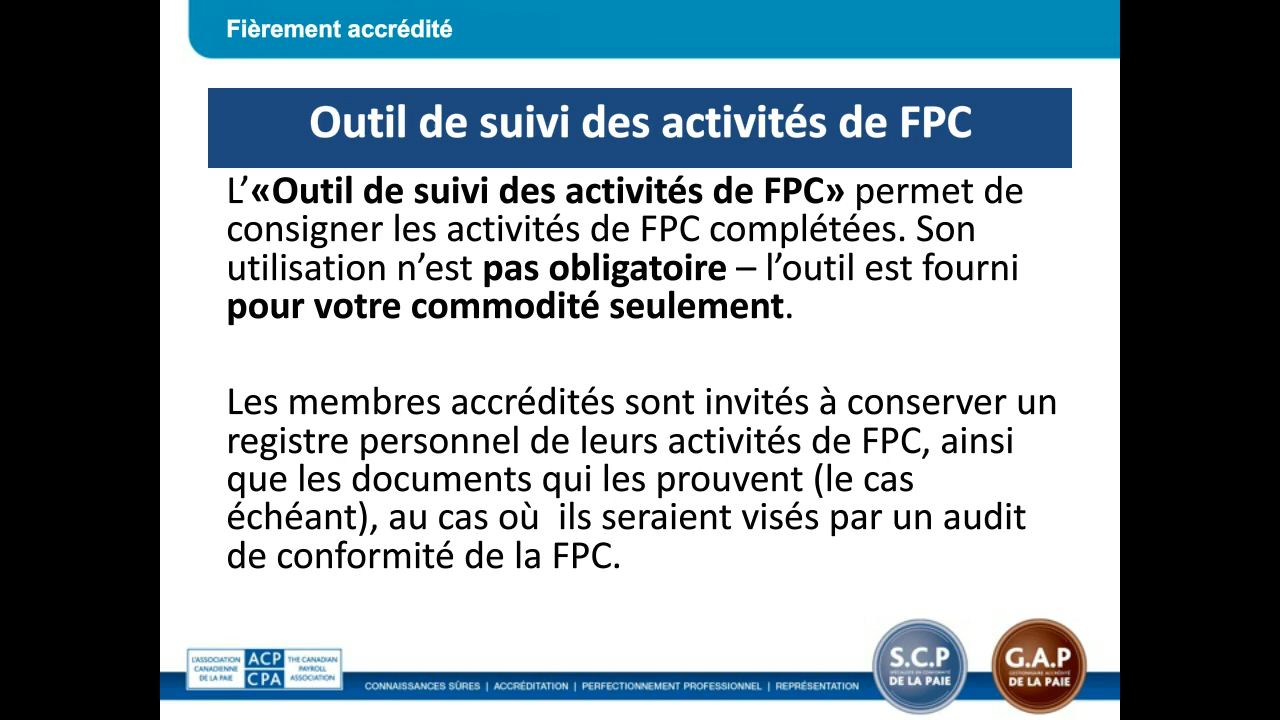 Fièrement accrédité
Outil de suivi des activités de FPC
L’«Outil de suivi des activités de FPC» permet de
consigner les activités de FPC complétées. Son
utilisation n’est pas obligatoire – l’outil est fourni
pour votre commodité seulement.
Les membres accrédités sont invités à conserver un
registre personnel de leurs activités de FPC, ainsi
que les documents qui les prouvent (le cas
échéant), au cas où  ils seraient visés par un audit
de conformité de la FPC.
L'ASSOCIATION
CANADIENNE
DE LA PAIE
ACP
CPA
THE CANADIAN
PAYROLL
ASSOCIATION
CONNAISSANCES SÛRES | ACCRÉDITATION | PERFECTIONNEMENT PROFESSIONNEL | REPRÉSENTATION
S.C.P
SPÉCIALISTE EN CONFORMITÉ
DE LA PAIE
G.A.P
GESTIONNAIRE ACCRÉDITÉ
DE LA PAIE